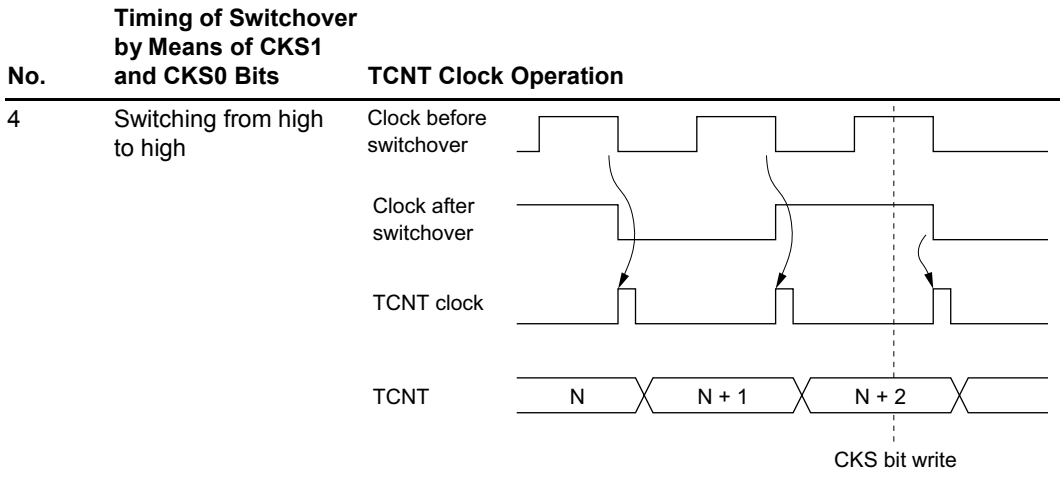 No.
Timing of Switchover
by Means of CKS1
and CKS0 Bits
TCNT Clock Operation
4
Switching from high
to high
Clock before
switchover
Clock after
switchover
TCNT clock
TCNT
N
N + 1
N + 2
CKS bit write